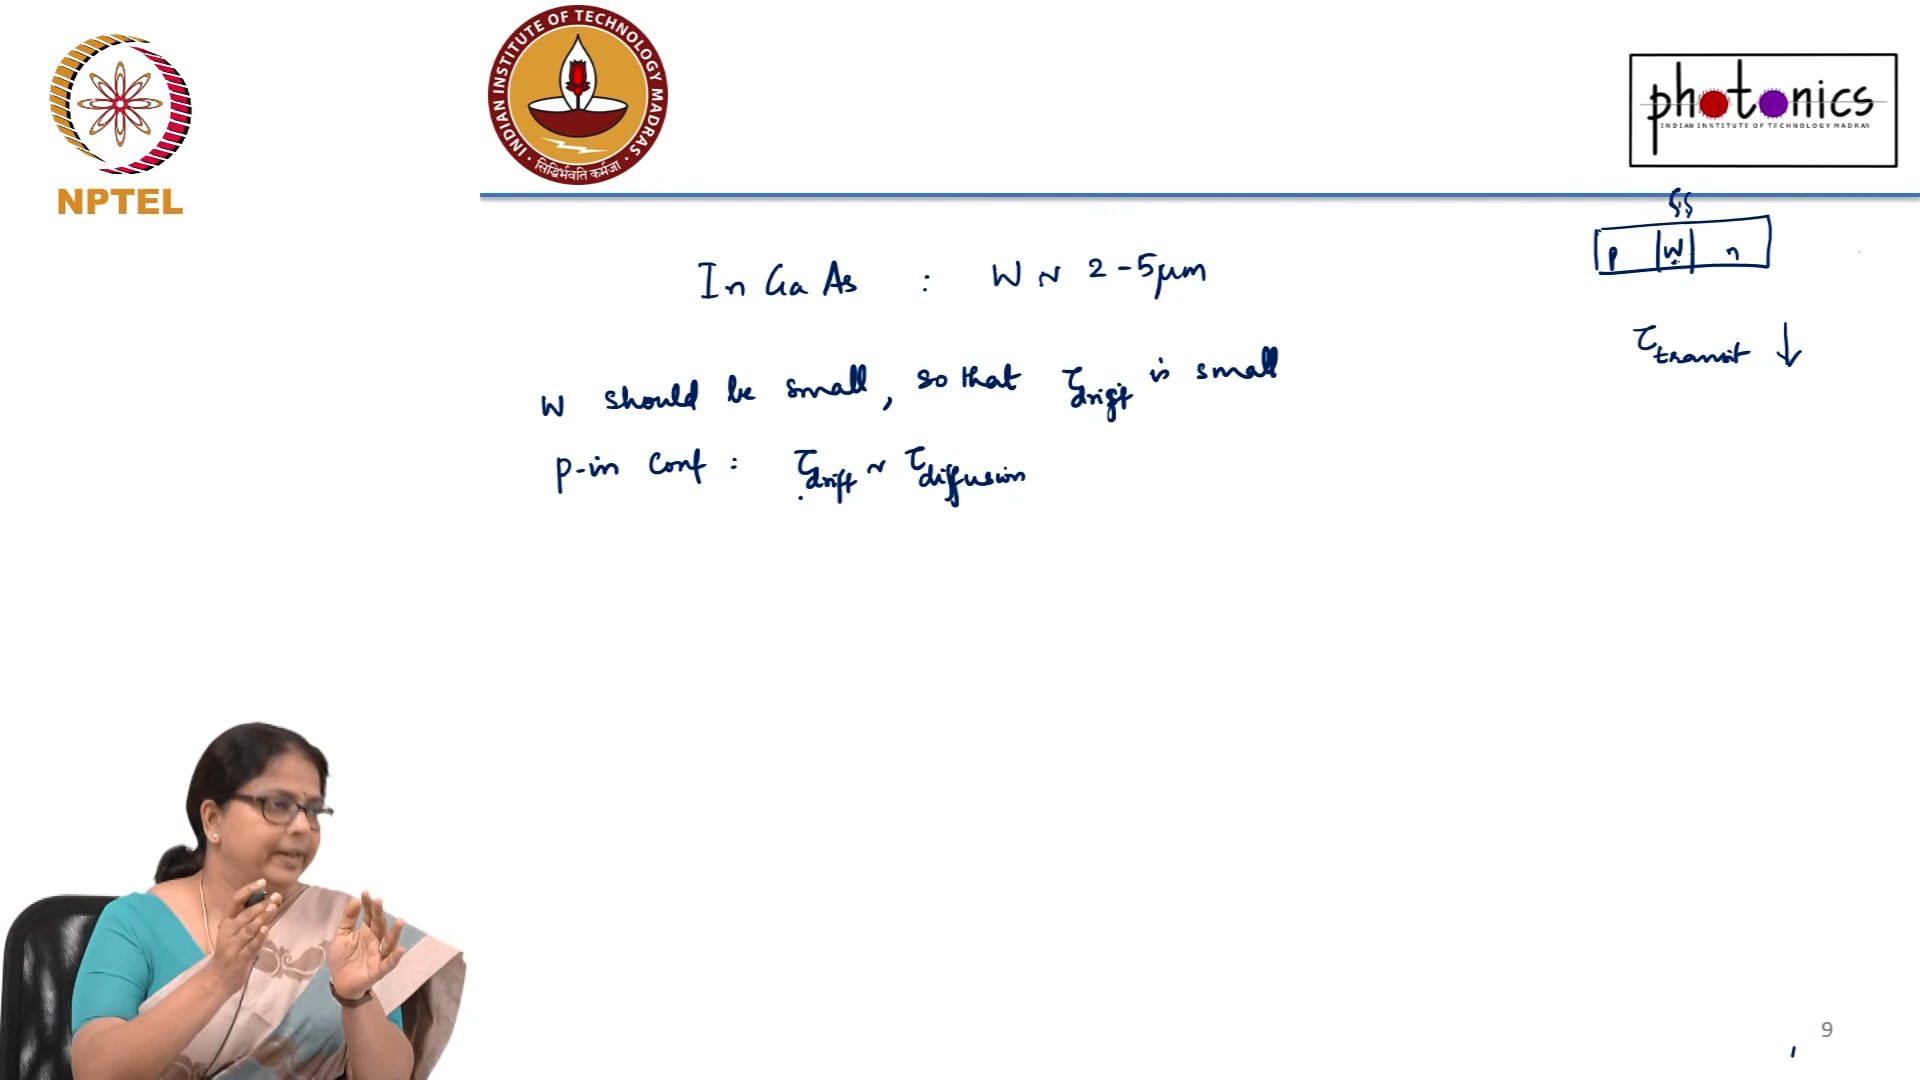 NPTEL
INDIAN INSTITUTE OF TECHNOLOGY MADRAS
सिद्धिर्भवति कर्मजा
photonics
INDIAN INSTITUTE OF TECHNOLOGY MADRAS
p W n
InGaAs : W ~ 2-5μm
τtransit ↓
W should be small, so that τdrift is small
p-in conf : τdrift ~ τdiffusion
9